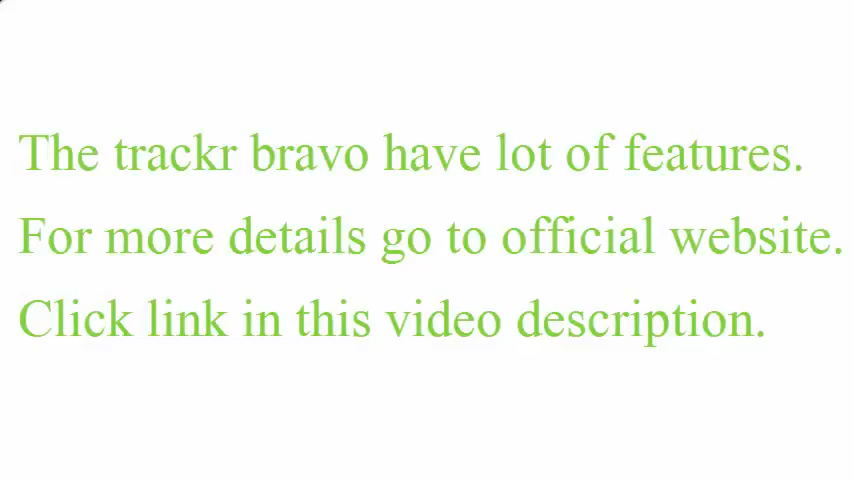 The trackr bravo have lot of features.
For more details go to official website.
Click link in this video description.